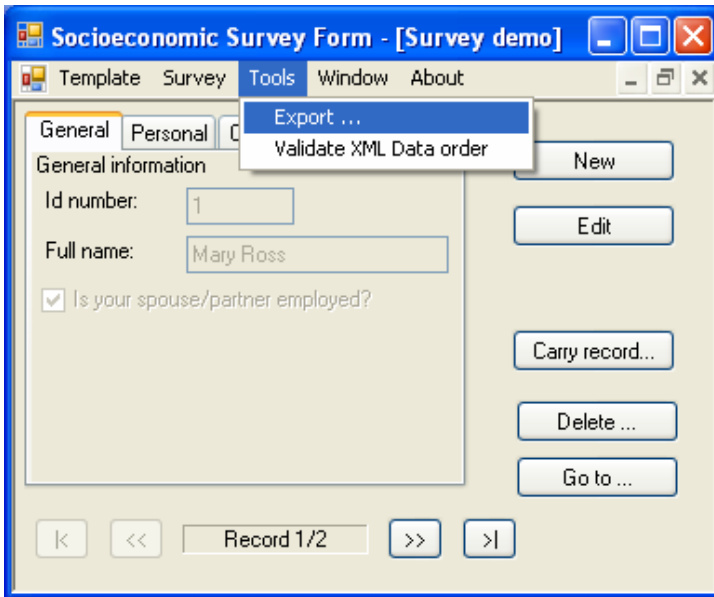 Socioeconomic Survey Form - [Survey demo]
Template Survey Tools Window About
Export ...
Validate XML Data order
General Personal
General information
Id number: 1
Full name: Mary Ross
Is your spouse/partner employed?
New
Edit
Carry record...
Delete ...
Go to ...
|< << Record 1/2 >> >|